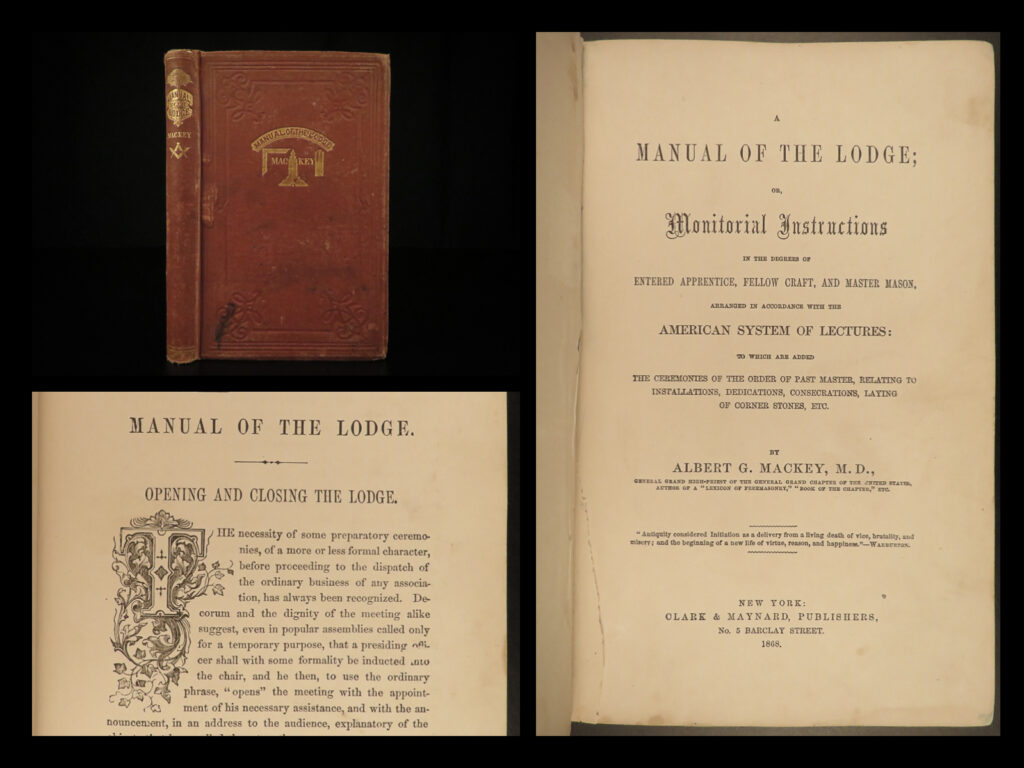 MANUAL
OF THE
LODGE
MACKEY
MANUAL OF THE LODGE
MACKEY
A
MANUAL OF THE LODGE;
OR,
Monitorial Instructions
IN THE DEGREES OF
ENTERED APPRENTICE, FELLOW CRAFT, AND MASTER MASON,
ARRANGED IN ACCORDANCE WITH THE
AMERICAN SYSTEM OF LECTURES:
TO WHICH ARE ADDED
THE CEREMONIES OF THE ORDER OF PAST MASTER, RELATING TO
INSTALLATIONS, DEDICATIONS, CONSECRATIONS, LAYING
OF CORNER STONES, ETC.
BY
ALBERT G. MACKEY, M.D.,
GENERAL GRAND HIGH-PRIEST OF THE GENERAL GRAND CHAPTER OF THE UNITED STATES,
AUTHOR OF A "LEXICON OF FREEMASONRY," "BOOK OF THE CHAPTER," ETC.
"Antiquity considered Initiation as a delivery from a living death of vice, brutality, and
misery; and the beginning of a new life of virtue, reason, and happiness."—WARBURTON.
NEW YORK:
CLARK & MAYNARD, PUBLISHERS,
No. 5 BARCLAY STREET.
1868.
MANUAL OF THE LODGE.
OPENING AND CLOSING THE LODGE.
THE necessity of some preparatory ceremo-
nies, of a more or less formal character,
before proceeding to the dispatch of
the ordinary business of any associa-
tion, has always been recognized. De-
corum and the dignity of the meeting alike
suggest, even in popular assemblies called only
for a temporary purpose, that a presiding offi-
cer shall with some formality be inducted into
the chair, and he then, to use the ordinary
phrase, "opens" the meeting with the appoint-
ment of his necessary assistance, and with the an-
nouncement, in an address to the audience, explanatory of the